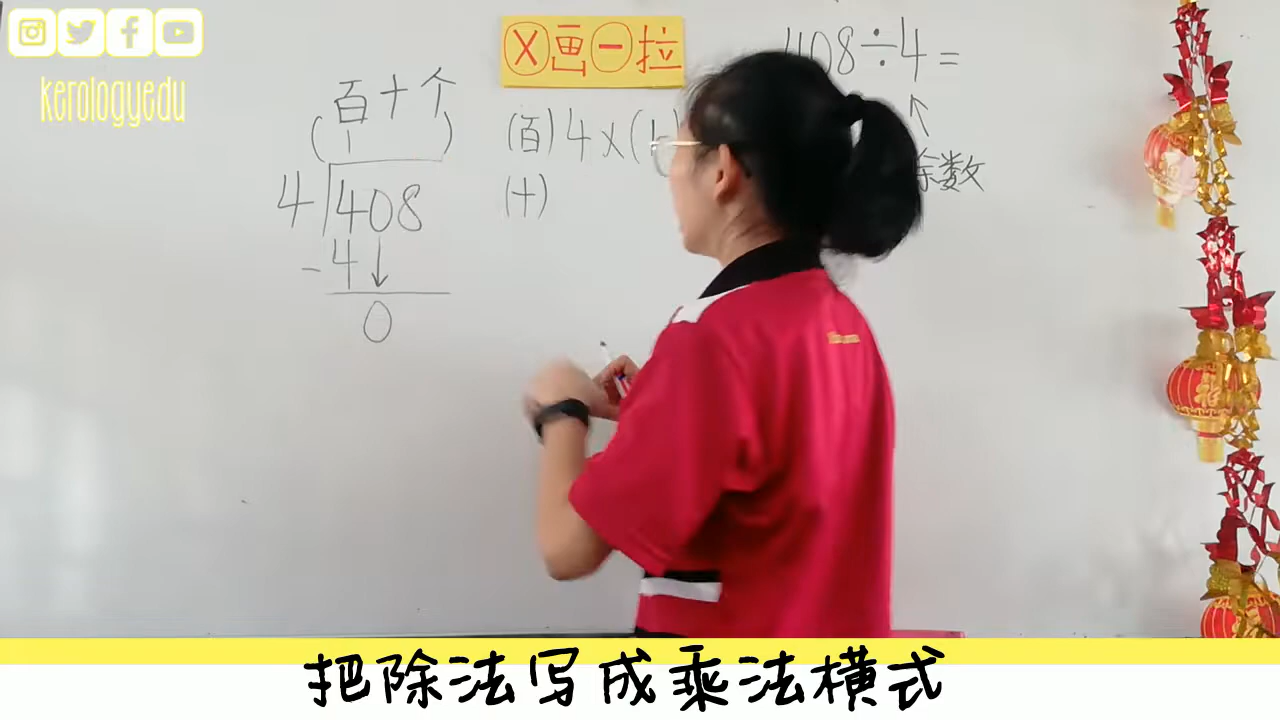 kerologyedu
X画一拉
408÷4=
百十个
( 1 )
(百) 4×(1
4 408
(十)
除数
-4
0
把除法写成乘法横式